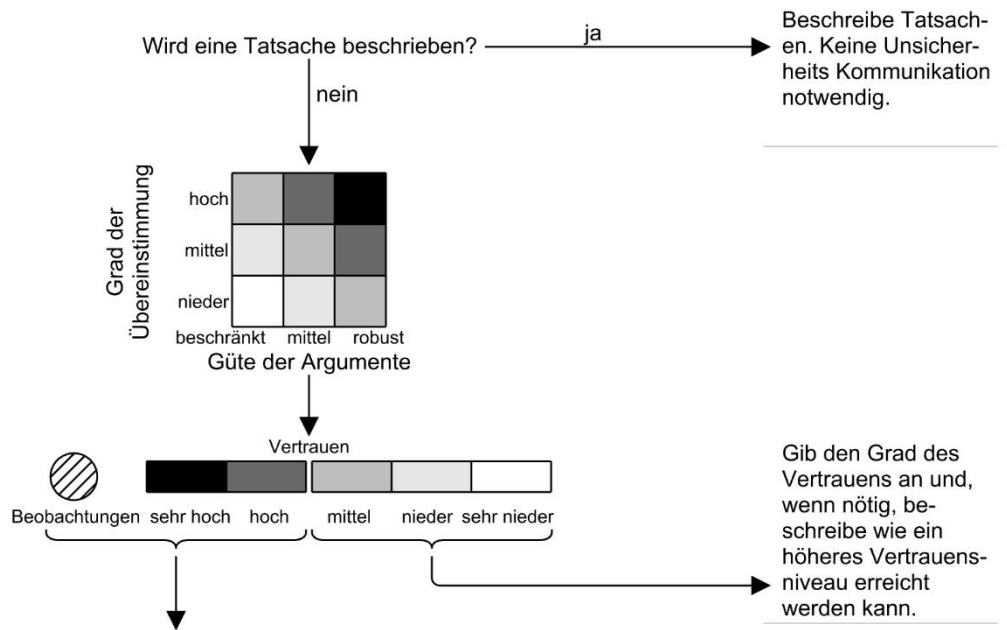 Wird eine Tatsache beschrieben?
ja
Beschreibe Tatsach-
en. Keine Unsicher-
heits Kommunikation
notwendig.
nein
Grad der
Übereinstimmung
hoch
mittel
nieder
beschränkt mittel robust
Güte der Argumente
Vertrauen
Beobachtungen sehr hoch hoch mittel nieder sehr nieder
Gib den Grad des
Vertrauens an und,
wenn nötig, be-
schreibe wie ein
höheres Vertrauens-
niveau erreicht
werden kann.